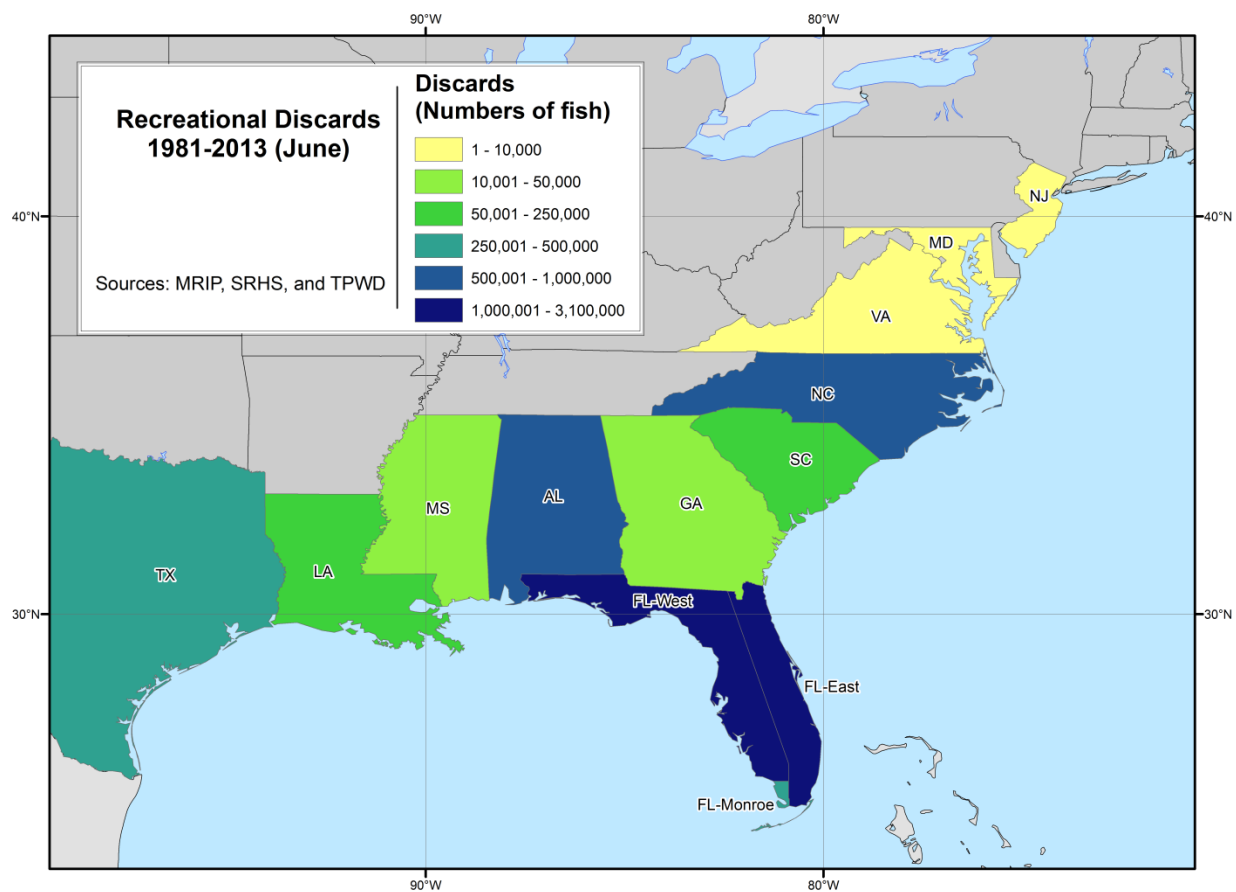 90°W
80°W
Recreational Discards
1981-2013 (June)
Sources: MRIP, SRHS, and TPWD
Discards
(Numbers of fish)
1 - 10,000
10,001 - 50,000
50,001 - 250,000
250,001 - 500,000
500,001 - 1,000,000
1,000,001 - 3,100,000
NJ
40°N
40°N
MD
VA
NC
SC
AL
GA
MS
TX
LA
FL-West
30°N
30°N
FL-East
FL-Monroe
90°W
80°W